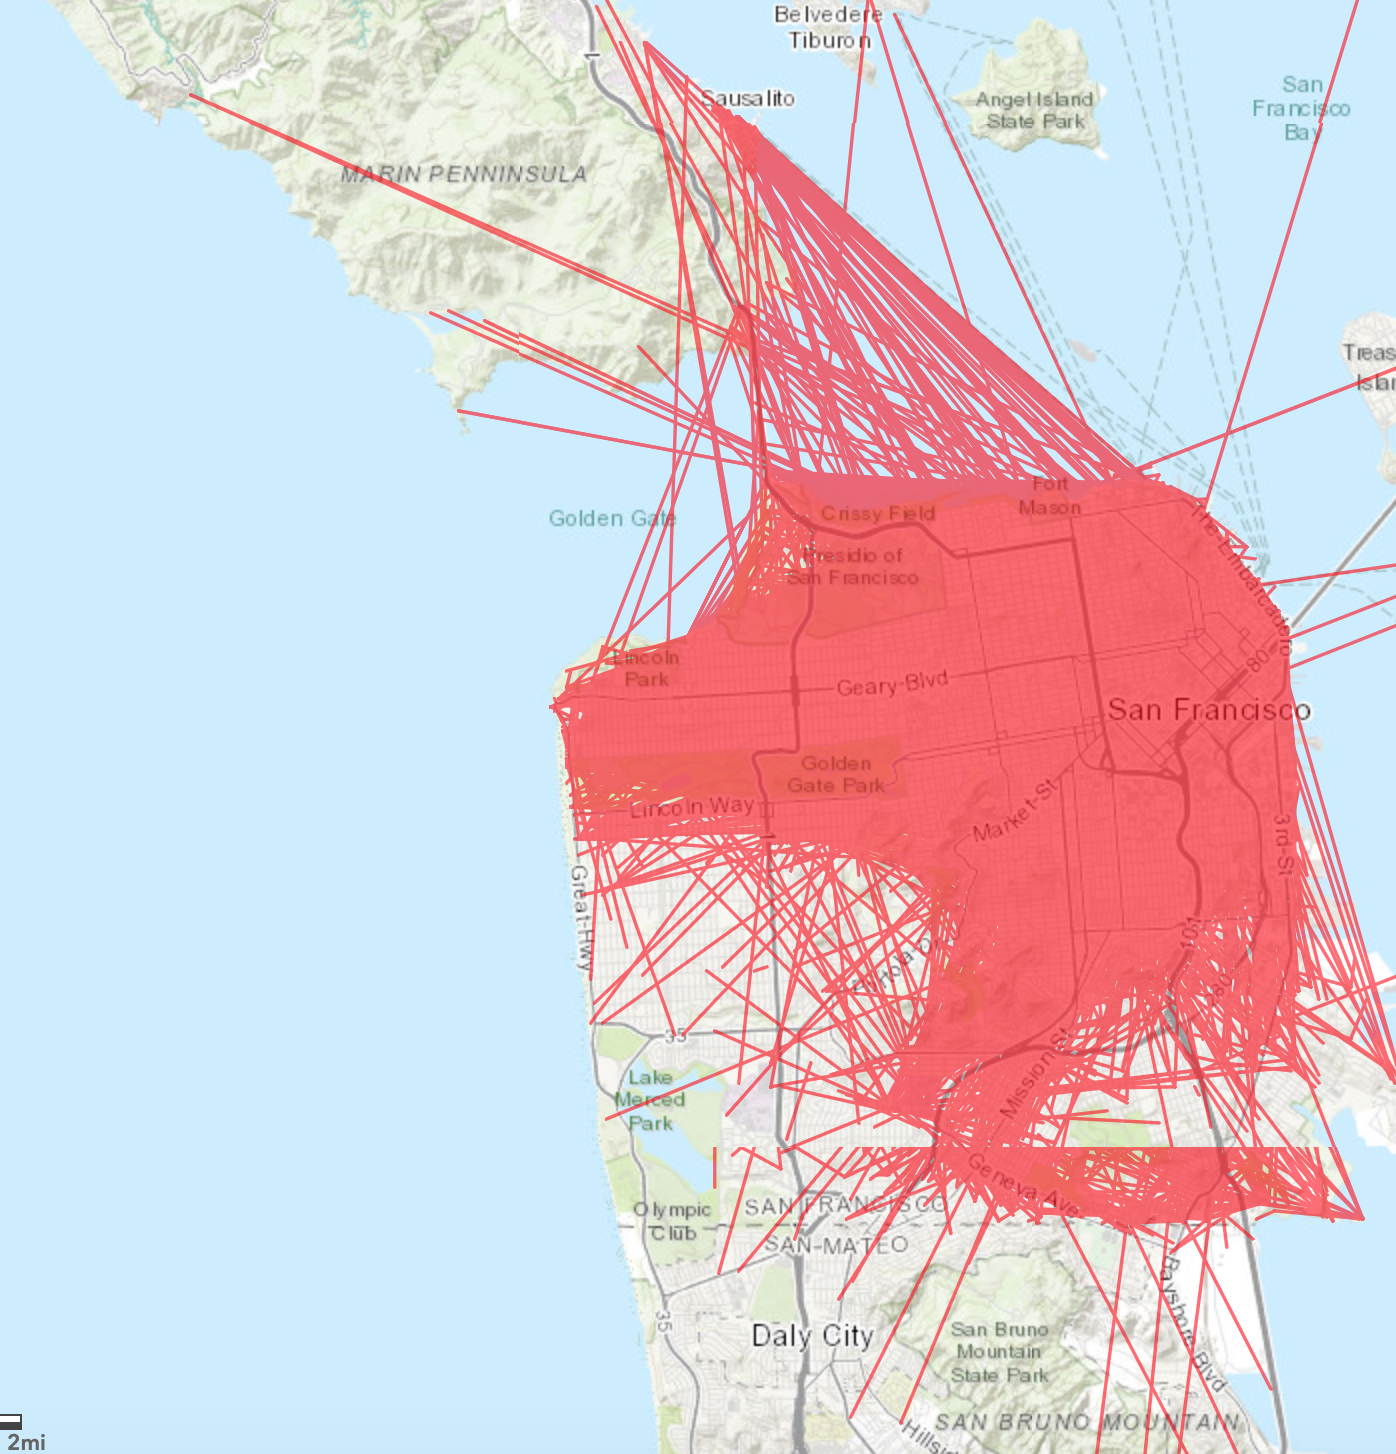 Belvedere
Tiburon
Sausalito
Angel Island
State Park
San
Francisco
Bay
MARIN PENNINSULA
1
Golden Gate
Crissy Field
Fort
Mason
Presidio of
San Francisco
The Embarcadero
Lincoln
Park
Geary Blvd
80
San Francisco
Golden
Gate Park
Lincoln Way
Market St
3rd St
1
Great Hwy
101
280
35
Mission St
Lake
Merced
Park
Geneva Ave
Olympic
Club
SAN FRANCISCO
SAN MATEO
Bayshore Blvd
35
Daly City
San Bruno
Mountain
State Park
SAN BRUNO MOUNTAIN
2mi